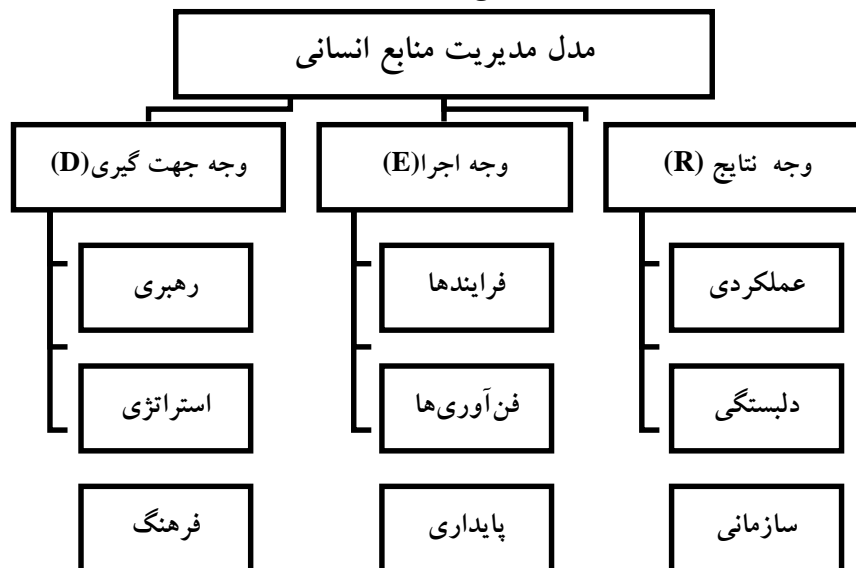 مدل مدیریت منابع انسانی
وجه نتایج (R)
وجه اجرا(E)
وجه جهت گیری(D)
عملکردی
فرایندها
رهبری
دلبستگی
فن‌آوری‌ها
استراتژی
سازمانی
پایداری
فرهنگ